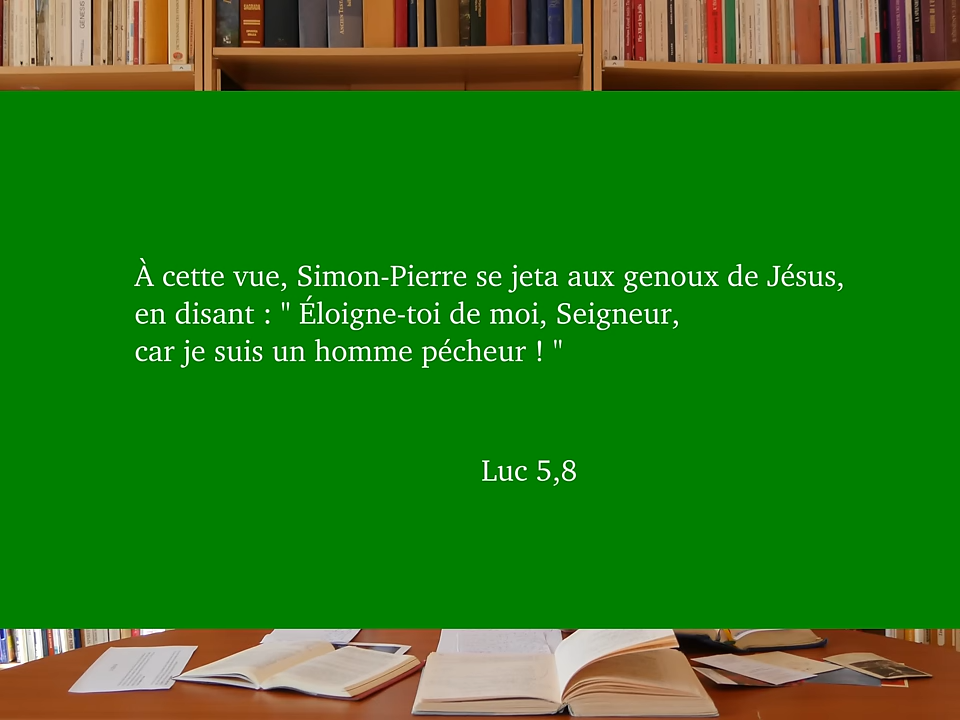 À cette vue, Simon-Pierre se jeta aux genoux de Jésus,
en disant : " Éloigne-toi de moi, Seigneur,
car je suis un homme pécheur ! "
Luc 5,8